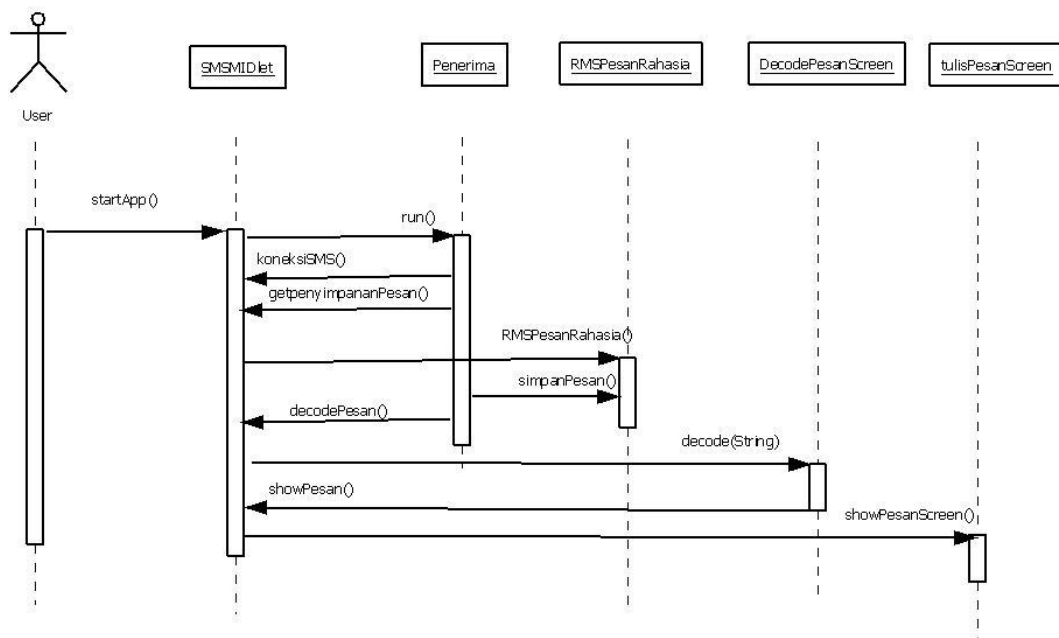 User
SMSMIDlet
Penerima
RMSPesanRahasia
DecodePesanScreen
tulisPesanScreen
startApp()
run()
koneksiSMS()
getpenyimpananPesan()
RMSPesanRahasia()
simpanPesan()
decodePesan()
decode(String)
showPesan()
showPesanScreen()